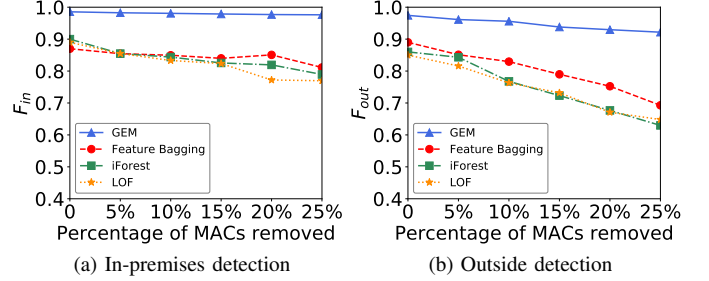 1.0
0.9
0.8
0.7
0.6
0.5
0.4
F_in
GEM
Feature Bagging
iForest
LOF
0 5% 10% 15% 20% 25%
Percentage of MACs removed
(a) In-premises detection
1.0
0.9
0.8
0.7
0.6
0.5
0.4
F_out
GEM
Feature Bagging
iForest
LOF
0 5% 10% 15% 20% 25%
Percentage of MACs removed
(b) Outside detection